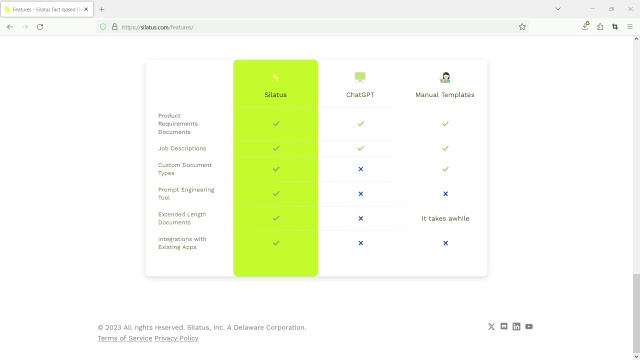 Features - Silatus Fact-based
https://silatus.com/features/
Silatus
ChatGPT
Manual Templates
Product
Requirements
Documents
Job Descriptions
Custom Document
Types
Prompt Engineering
Tool
Extended Length
Documents
It takes awhile
Integrations with
Existing Apps
© 2023 All rights reserved. Silatus, Inc. A Delaware Corporation.
Terms of Service Privacy Policy